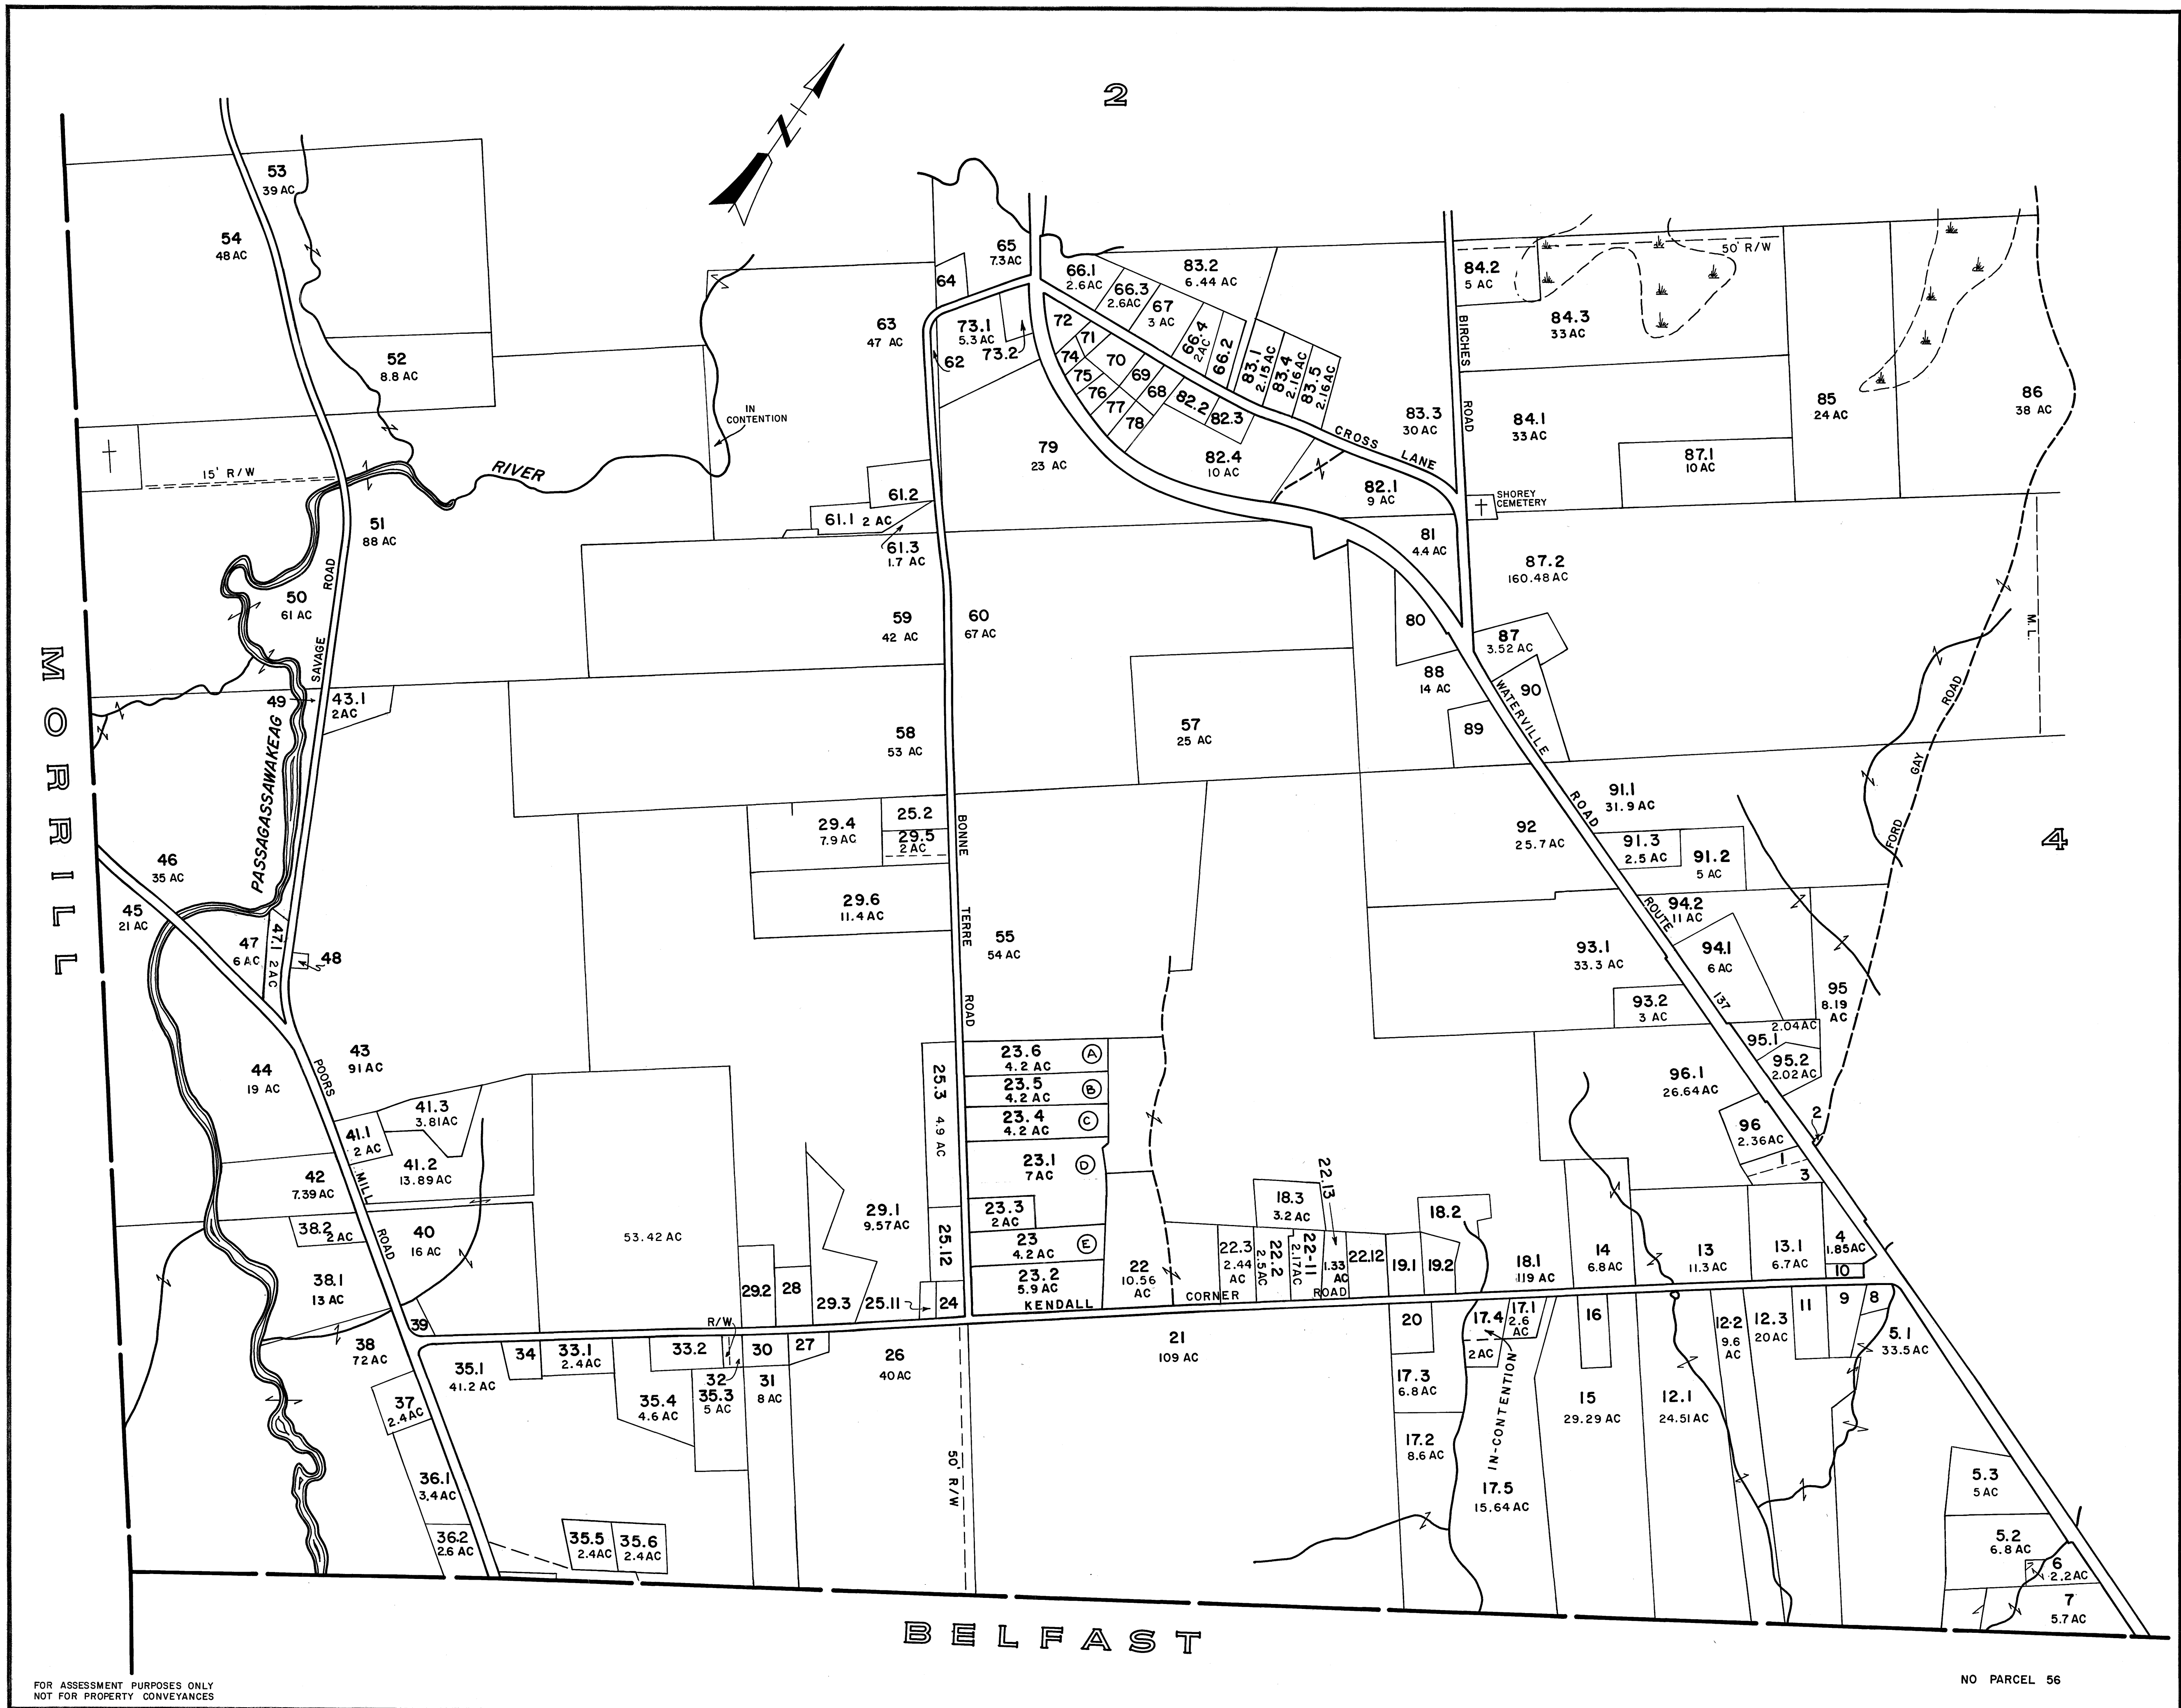 2
N
53
39 AC
54
48 AC
52
8.8 AC
15' R/W
RIVER
IN
CONTENTION
51
88 AC
50
61 AC
SAVAGE ROAD
49
43.1
2AC
PASSAGASSAWAKEAG
MORRILL
46
35 AC
45
21 AC
47
6 AC
47.1 2 AC
48
44
19 AC
43
91 AC
POORS MILL ROAD
41.3
3.81AC
41.1
2 AC
41.2
13.89 AC
42
7.39 AC
38.2
2 AC
40
16 AC
38.1
13 AC
39
38
72 AC
37
2.4 AC
36.1
3.4 AC
36.2
2.6 AC
65
7.3 AC
64
63
47 AC
62
73.1
5.3 AC
73.2
66.1
2.6 AC
66.3
2.6AC
67
3 AC
83.2
6.44 AC
66.4
2AC
66.2
83.1
2.15AC
83.4
2.16 AC
83.5
2.16AC
72
71
70
69
68
74
75
76
77
78
82.2
82.3
82.4
10 AC
79
23 AC
CROSS LANE
83.3
30 AC
82.1
9 AC
81
4.4 AC
BIRCHES ROAD
84.2
5 AC
50' R/W
84.3
33 AC
84.1
33 AC
85
24 AC
86
38 AC
87.1
10 AC
SHOREY
CEMETERY
87.2
160.48 AC
61.2
61.1 2 AC
61.3
1.7 AC
59
42 AC
60
67 AC
80
87
3.52 AC
88
14 AC
90
89
M.L.
58
53 AC
57
25 AC
WATERVILLE ROAD
ROUTE 137
GAY FORD ROAD
4
29.4
7.9 AC
25.2
29.5
2 AC
29.6
11.4 AC
BONNE TERRE ROAD
55
54 AC
91.1
31.9 AC
92
25.7 AC
91.3
2.5 AC
91.2
5 AC
94.2
11 AC
94.1
6 AC
93.1
33.3 AC
93.2
3 AC
95
8.19
AC
95.1
2.04AC
95.2
2.02 AC
96.1
26.64 AC
96
2.36AC
2
1
3
23.6
4.2 AC
A
23.5
4.2 AC
B
23.4
4.2 AC
C
23.1
7 AC
D
23.3
2 AC
23
4.2 AC
E
23.2
5.9 AC
25.3 4.9 AC
25.12
29.1
9.57AC
53.42 AC
29.2
28
29.3
25.11
24
22
10.56
AC
18.3
3.2 AC
22.13
22.3
2.44
AC
22.2
2.5AC
22-11
2.17AC
1.33
AC
22.12
19.1
19.2
18.2
18.1
119 AC
14
6.8 AC
13
11.3 AC
13.1
6.7 AC
4
1.85AC
10
KENDALL CORNER ROAD
R/W
35.1
41.2 AC
34
33.1
2.4 AC
33.2
30
27
32
35.3
5 AC
31
8 AC
35.4
4.6 AC
26
40 AC
21
109 AC
20
17.4
2 AC
17.1
2.6
AC
16
12.2
9.6
AC
12.3
20 AC
11
9
8
5.1
33.5 AC
17.3
6.8 AC
IN-CONTENTION
15
29.29 AC
12.1
24.51 AC
17.2
8.6 AC
17.5
15.64 AC
50' R/W
35.5
2.4AC
35.6
2.4 AC
5.3
5 AC
5.2
6.8 AC
6
2.2AC
7
5.7 AC
BELFAST
FOR ASSESSMENT PURPOSES ONLY
NOT FOR PROPERTY CONVEYANCES
NO PARCEL 56